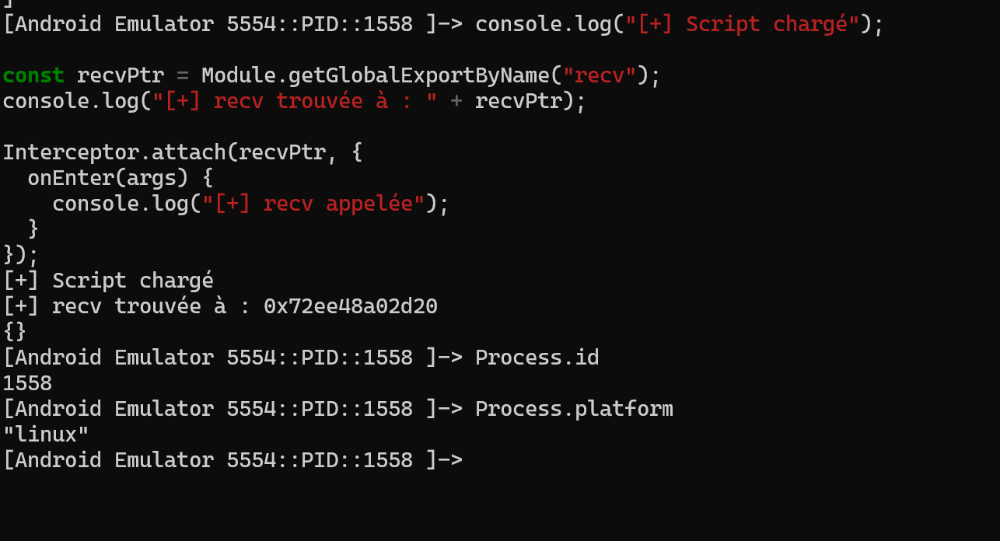 ]
[Android Emulator 5554::PID::1558 ]-> console.log("[+] Script chargé");
const recvPtr = Module.getGlobalExportByName("recv");
console.log("[+] recv trouvée à : " + recvPtr);
Interceptor.attach(recvPtr, {
  onEnter(args) {
    console.log("[+] recv appelée");
  }
});
[+] Script chargé
[+] recv trouvée à : 0x72ee48a02d20
{}
[Android Emulator 5554::PID::1558 ]-> Process.id
1558
[Android Emulator 5554::PID::1558 ]-> Process.platform
"linux"
[Android Emulator 5554::PID::1558 ]->